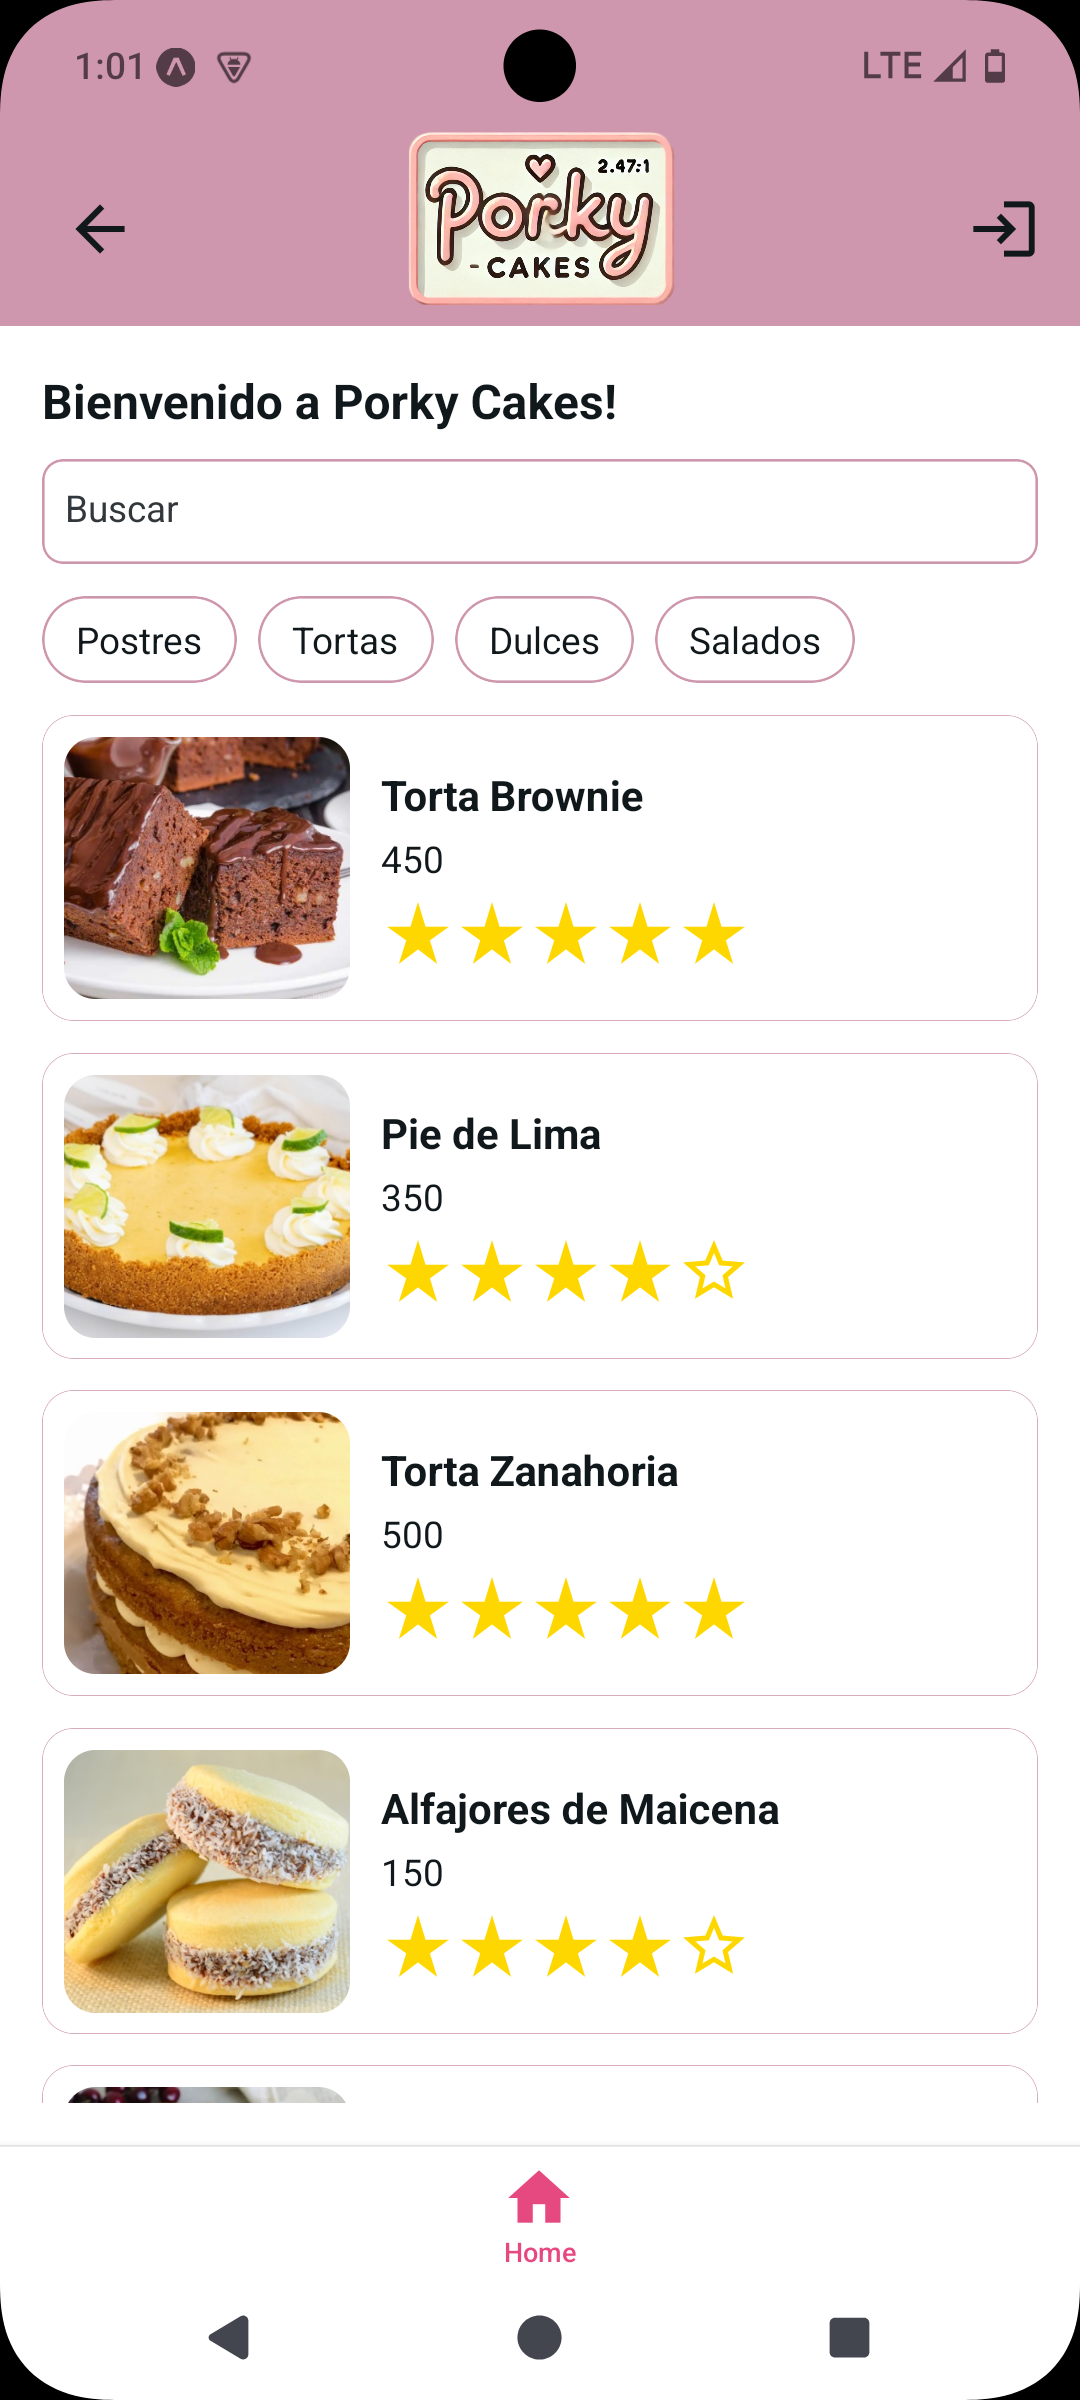 1:01
LTE
2.47:1
Porky
-CAKES
Bienvenido a Porky Cakes!
Buscar
Postres
Tortas
Dulces
Salados
Torta Brownie
450
Pie de Lima
350
Torta Zanahoria
500
Alfajores de Maicena
150
Home